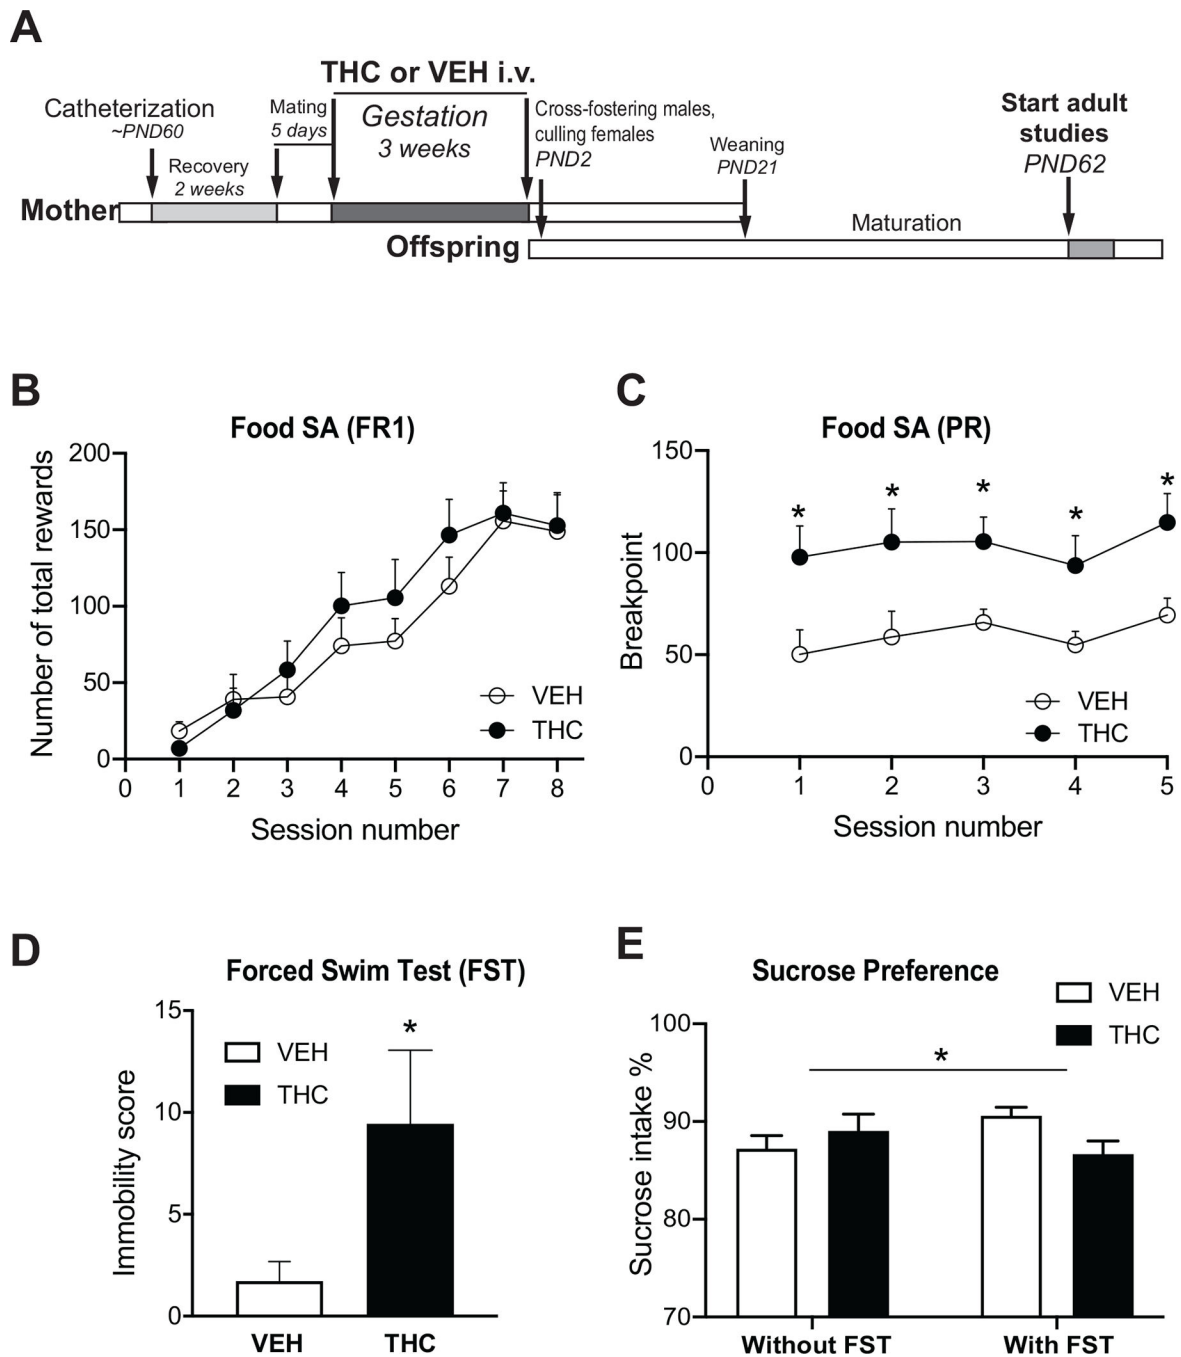 A
THC or VEH i.v.
Catheterization
~PND60
Mating
5 days
Gestation
3 weeks
Cross-fostering males,
culling females
PND2
Start adult
studies
PND62
Recovery
2 weeks
Weaning
PND21
Mother
Maturation
Offspring
B
Food SA (FR1)
Number of total rewards
200
150
100
50
0
VEH
THC
0 1 2 3 4 5 6 7 8
Session number
C
Food SA (PR)
Breakpoint
150
100
50
0
* * * * *
VEH
THC
0 1 2 3 4 5
Session number
D
Forced Swim Test (FST)
Immobility score
15
10
5
0
VEH
THC
*
VEH THC
E
Sucrose Preference
VEH
THC
Sucrose intake %
100
90
80
70
*
Without FST With FST